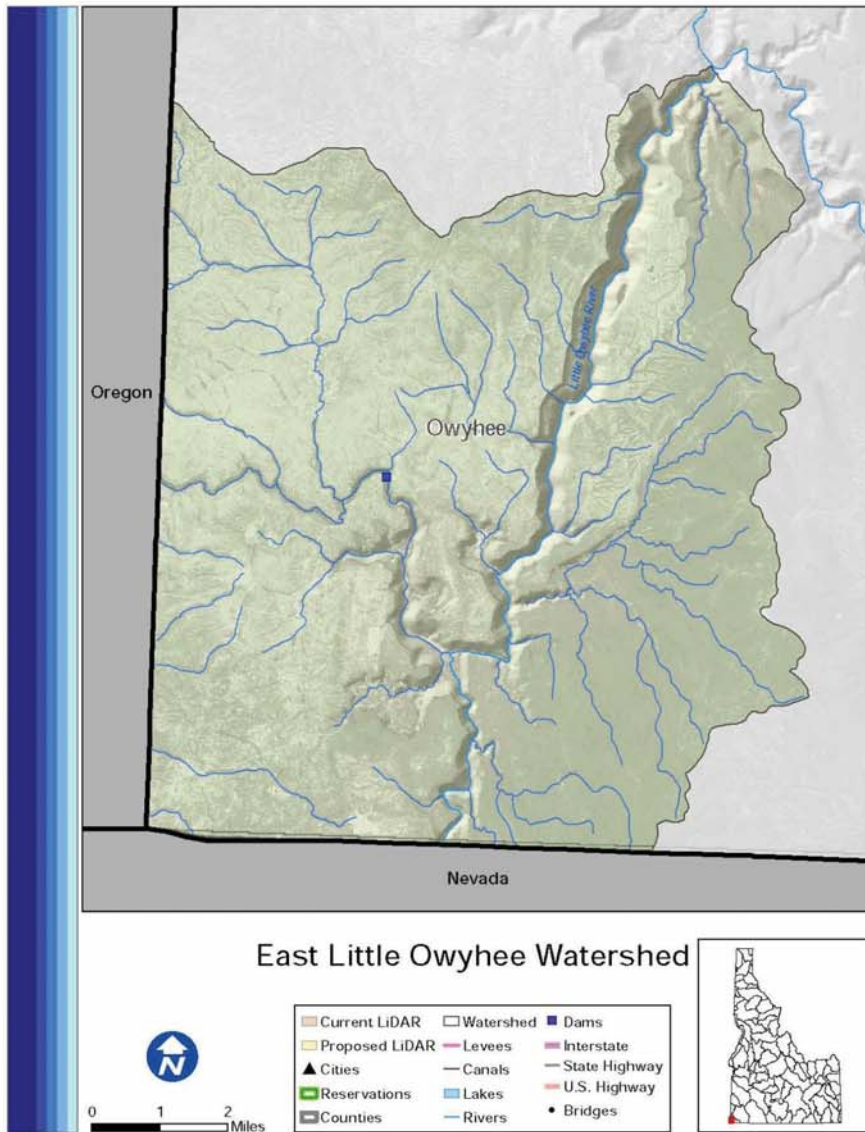 Oregon
Owyhee
Little Owyhee River
Nevada
East Little Owyhee Watershed
N
0 1 2
Miles
Current LiDAR
Proposed LiDAR
Cities
Reservations
Counties
Watershed
Levees
Canals
Lakes
Rivers
Dams
Interstate
State Highway
U.S. Highway
Bridges